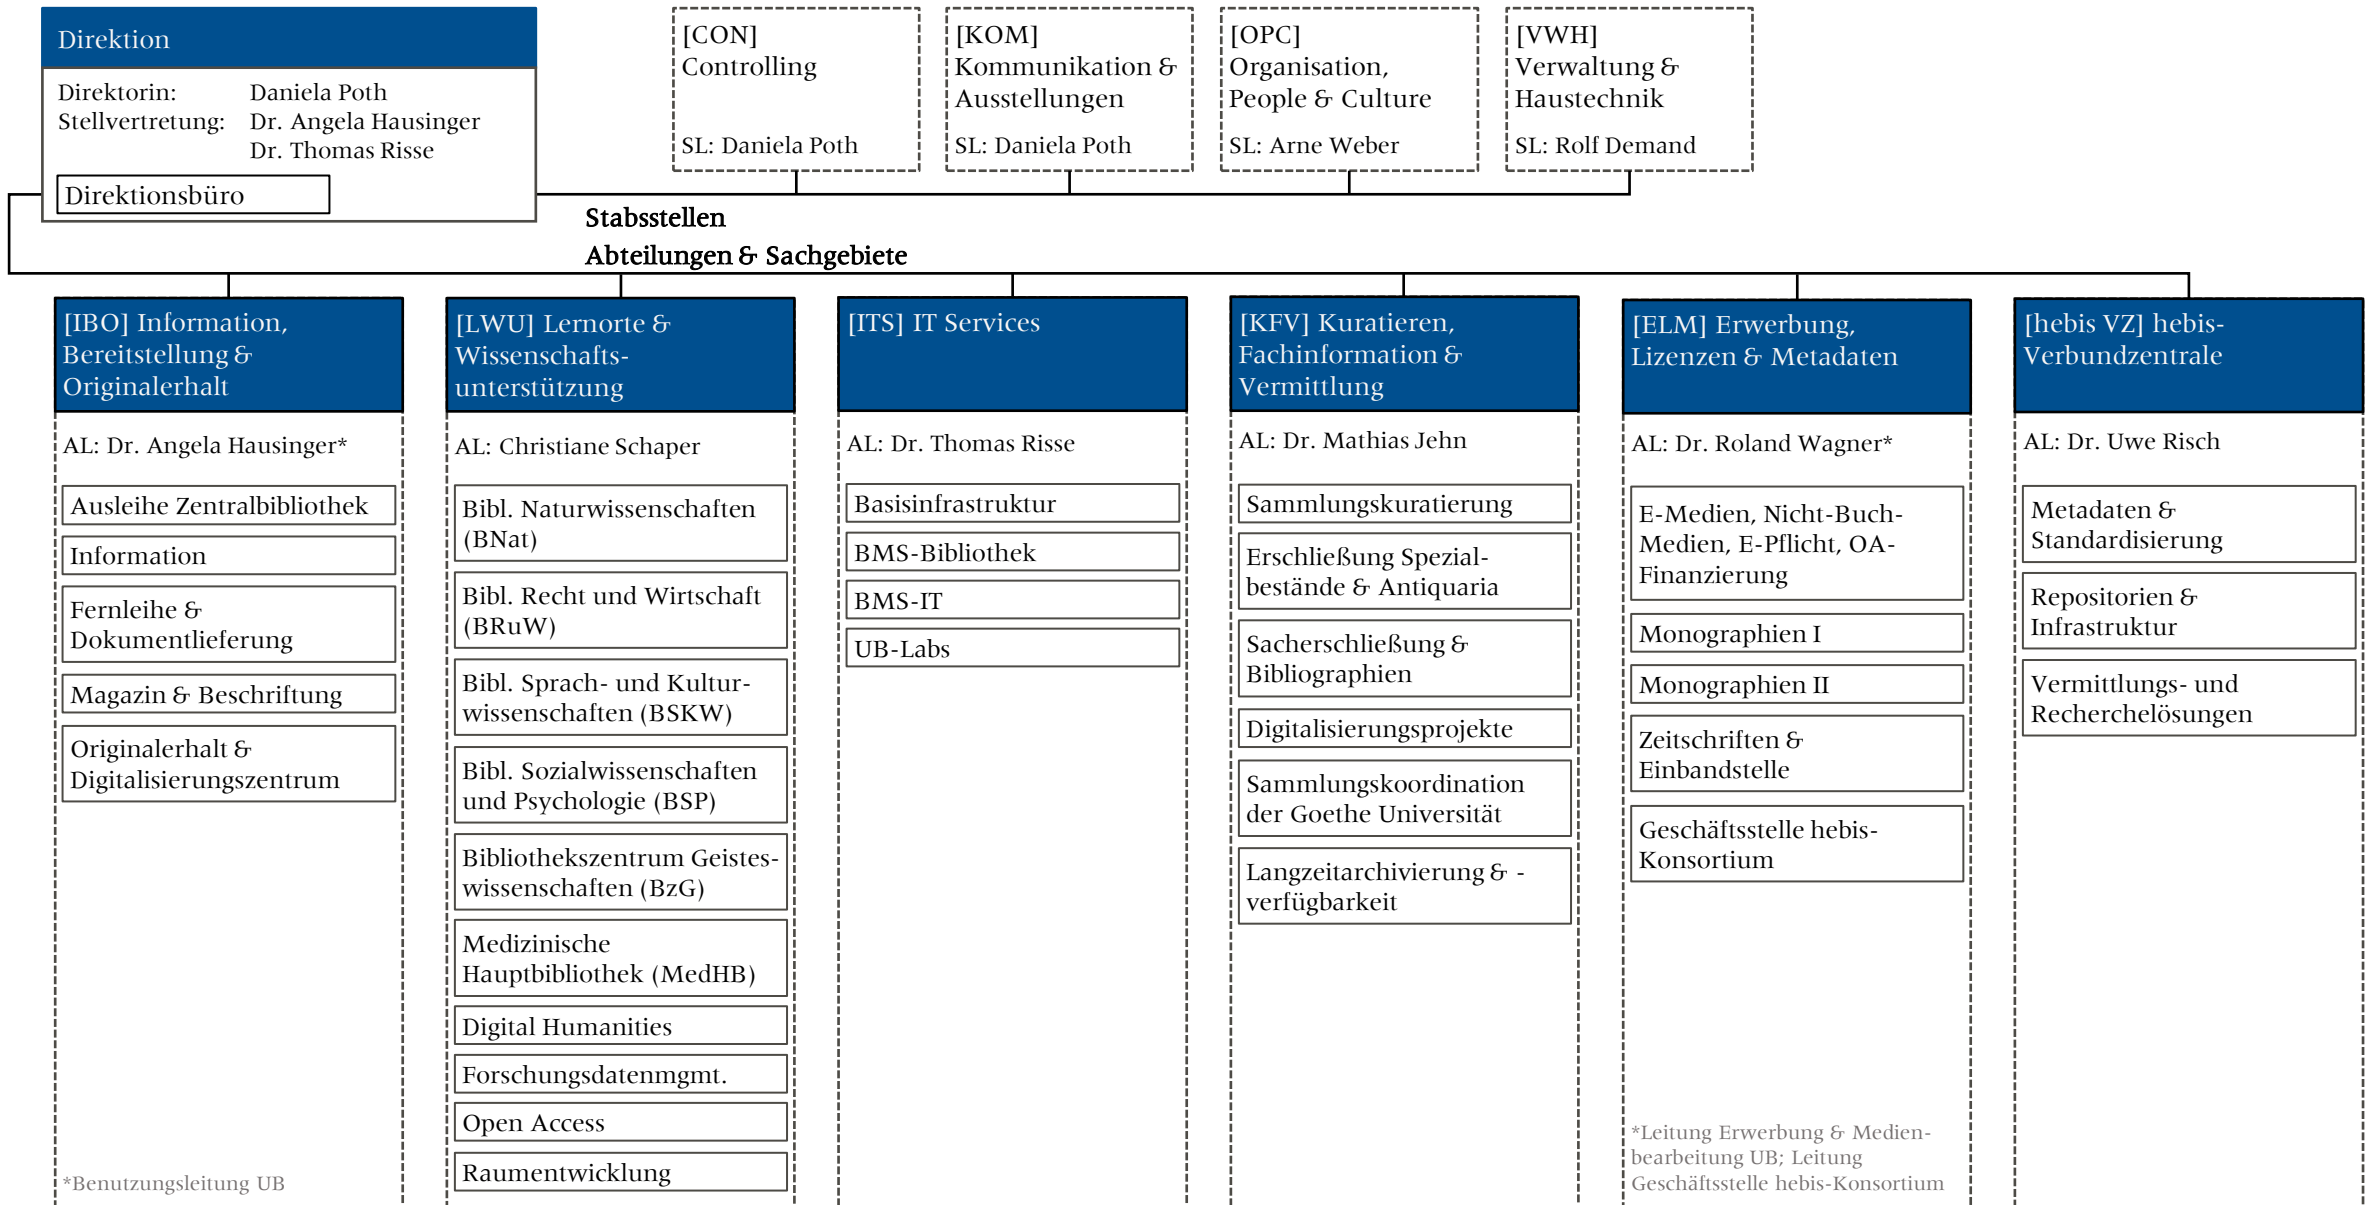 Direktion
Direktorin: Daniela Poth
Stellvertretung: Dr. Angela Hausinger
Dr. Thomas Risse
Direktionsbüro
[CON]
Controlling
SL: Daniela Poth
[KOM]
Kommunikation &
Ausstellungen
SL: Daniela Poth
[OPC]
Organisation,
People & Culture
SL: Arne Weber
[VWH]
Verwaltung &
Haustechnik
SL: Rolf Demand
Stabsstellen
Abteilungen & Sachgebiete
[IBO] Information,
Bereitstellung &
Originalerhalt
AL: Dr. Angela Hausinger*
Ausleihe Zentralbibliothek
Information
Fernleihe &
Dokumentlieferung
Magazin & Beschriftung
Originalerhalt &
Digitalisierungszentrum
*Benutzungsleitung UB
[LWU] Lernorte &
Wissenschafts-
unterstützung
AL: Christiane Schaper
Bibl. Naturwissenschaften
(BNat)
Bibl. Recht und Wirtschaft
(BRuW)
Bibl. Sprach- und Kultur-
wissenschaften (BSKW)
Bibl. Sozialwissenschaften
und Psychologie (BSP)
Bibliothekszentrum Geistes-
wissenschaften (BzG)
Medizinische
Hauptbibliothek (MedHB)
Digital Humanities
Forschungsdatenmgmt.
Open Access
Raumentwicklung
[ITS] IT Services
AL: Dr. Thomas Risse
Basisinfrastruktur
BMS-Bibliothek
BMS-IT
UB-Labs
[KFV] Kuratieren,
Fachinformation &
Vermittlung
AL: Dr. Mathias Jehn
Sammlungskuratierung
Erschließung Spezial-
bestände & Antiquaria
Sacherschließung &
Bibliographien
Digitalisierungsprojekte
Sammlungskoordination
der Goethe Universität
Langzeitarchivierung & -
verfügbarkeit
[ELM] Erwerbung,
Lizenzen & Metadaten
AL: Dr. Roland Wagner*
E-Medien, Nicht-Buch-
Medien, E-Pflicht, OA-
Finanzierung
Monographien I
Monographien II
Zeitschriften &
Einbandstelle
Geschäftsstelle hebis-
Konsortium
*Leitung Erwerbung & Medien-
bearbeitung UB; Leitung
Geschäftsstelle hebis-Konsortium
[hebis VZ] hebis-
Verbundzentrale
AL: Dr. Uwe Risch
Metadaten &
Standardisierung
Repositorien &
Infrastruktur
Vermittlungs- und
Recherchelösungen